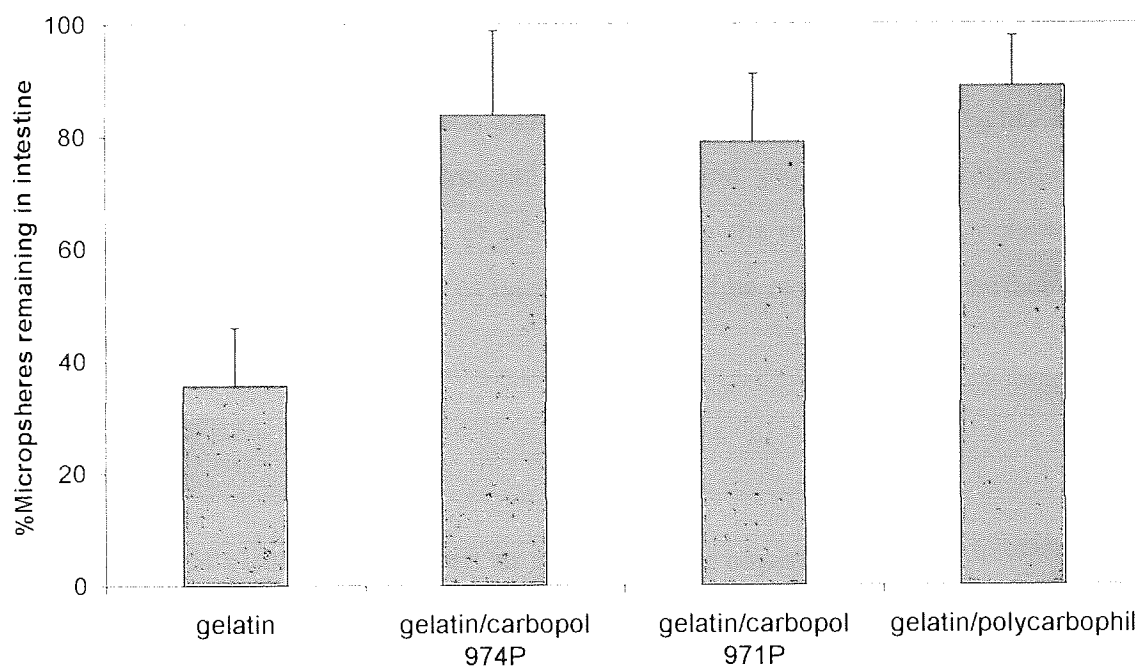 100
80
60
40
20
0
%Micropsheres remaining in intestine
gelatin
gelatin/carbopol
974P
gelatin/carbopol
971P
gelatin/polycarbophil